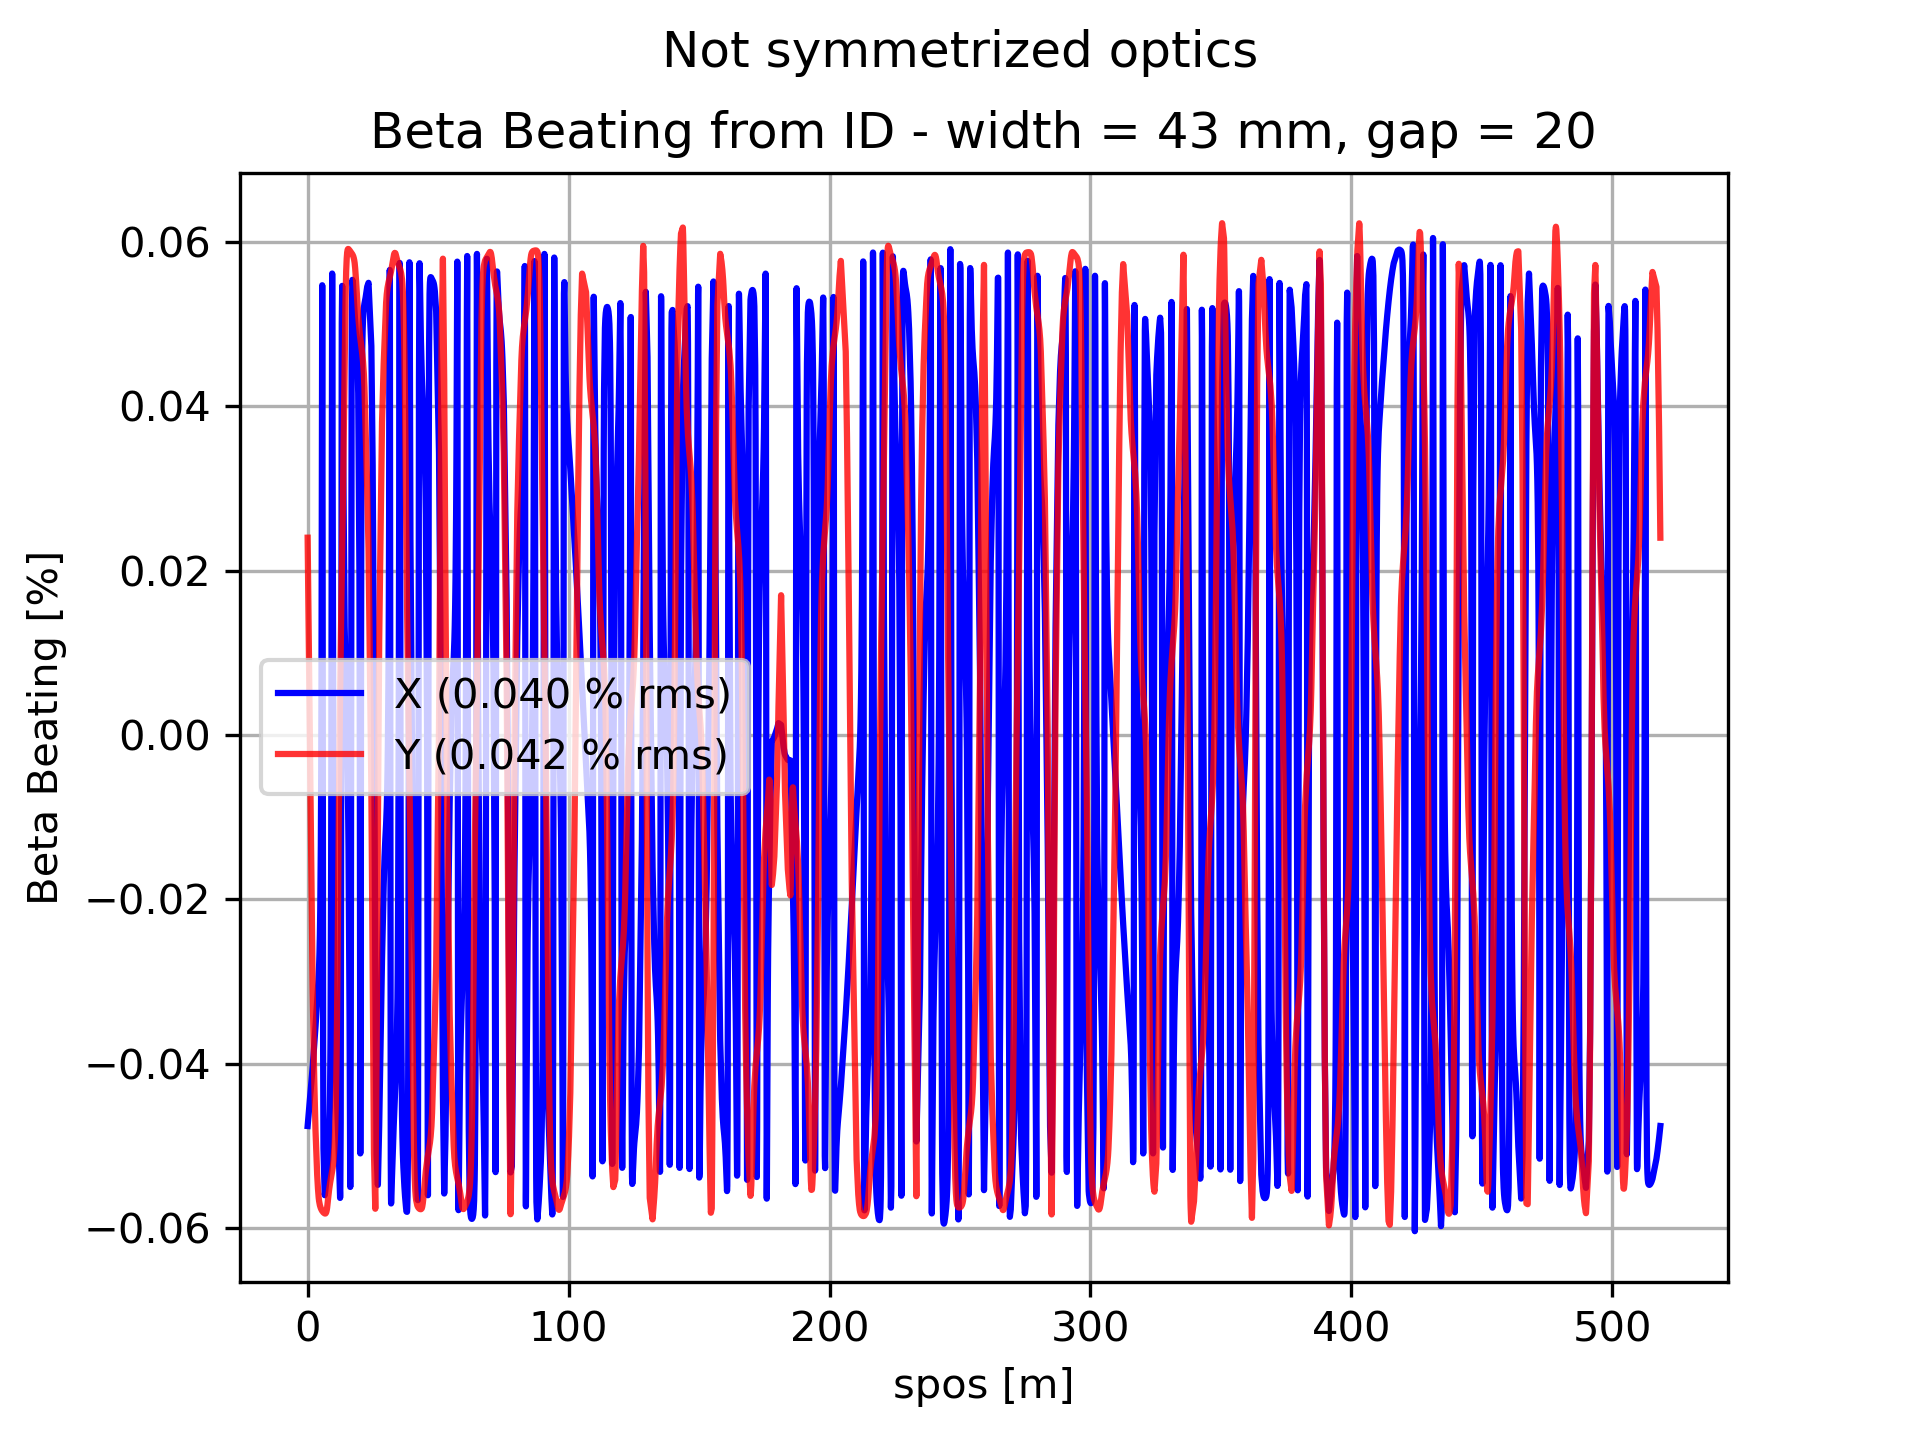 Not symmetrized optics
Beta Beating from ID - width = 43 mm, gap = 20
Beta Beating [%]
0.06
0.04
0.02
0.00
−0.02
−0.04
−0.06
X (0.040 % rms)
Y (0.042 % rms)
0 100 200 300 400 500
spos [m]